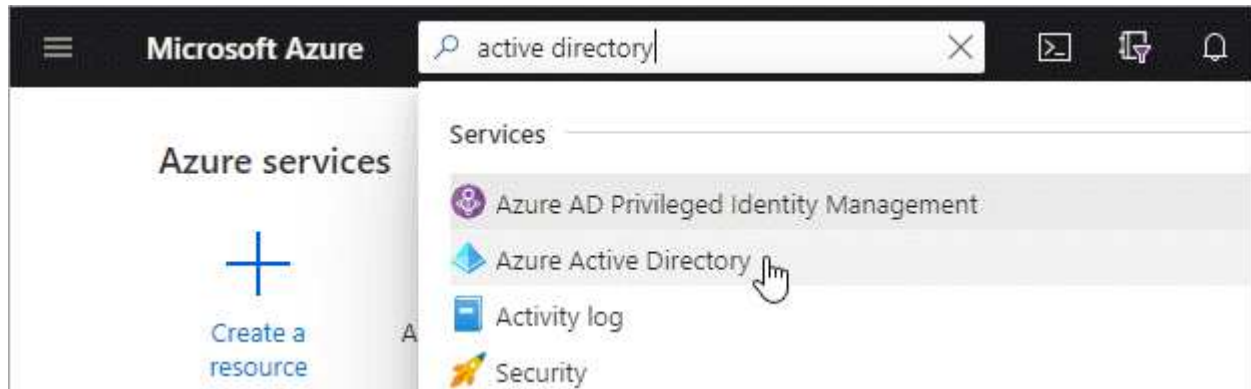 Microsoft Azure
active directory
Azure services
Services
Azure AD Privileged Identity Management
Azure Active Directory
Activity log
Security
Create a
resource
A